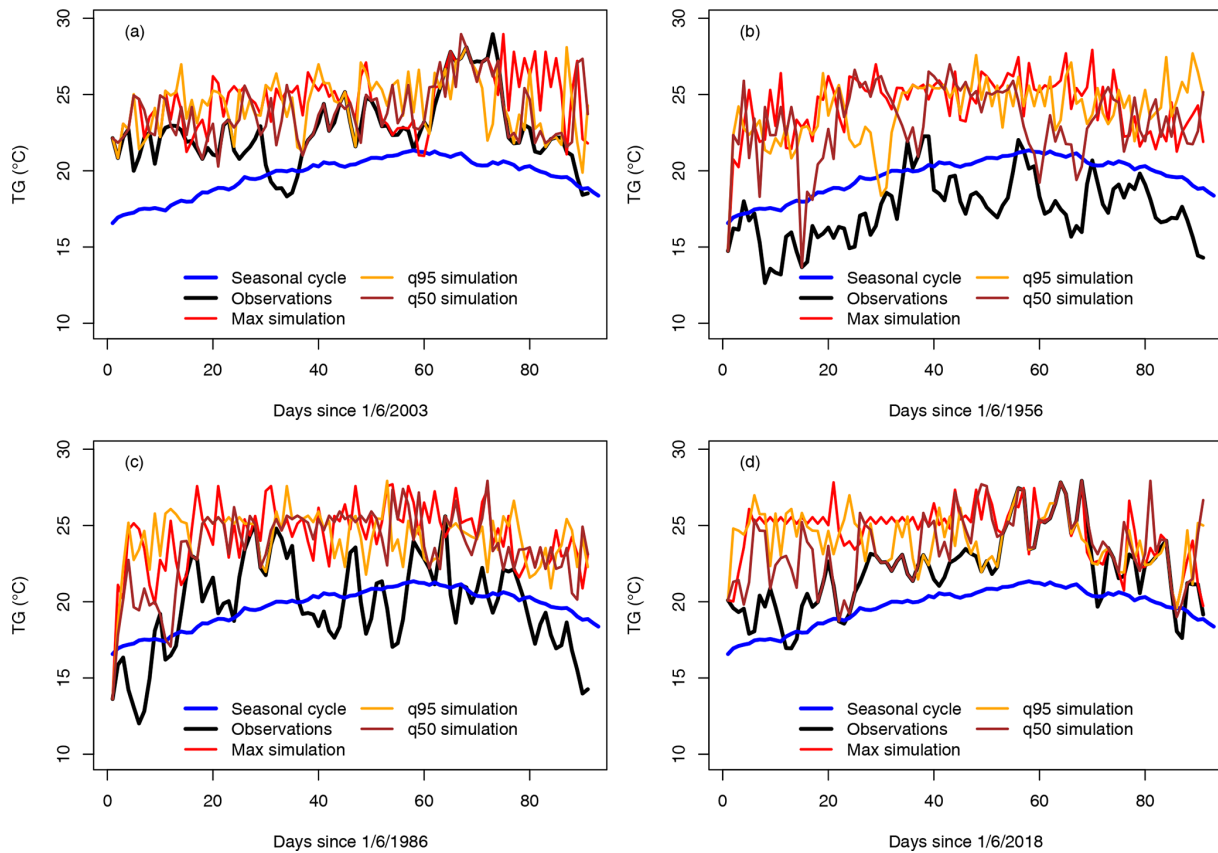 (a)
30
25
20
15
10
TG (°C)
Seasonal cycle
Observations
Max simulation
q95 simulation
q50 simulation
0 20 40 60 80
Days since 1/6/2003
(b)
30
25
20
15
10
TG (°C)
Seasonal cycle
Observations
Max simulation
q95 simulation
q50 simulation
0 20 40 60 80
Days since 1/6/1956
(c)
30
25
20
15
10
TG (°C)
Seasonal cycle
Observations
Max simulation
q95 simulation
q50 simulation
0 20 40 60 80
Days since 1/6/1986
(d)
30
25
20
15
10
TG (°C)
Seasonal cycle
Observations
Max simulation
q95 simulation
q50 simulation
0 20 40 60 80
Days since 1/6/2018